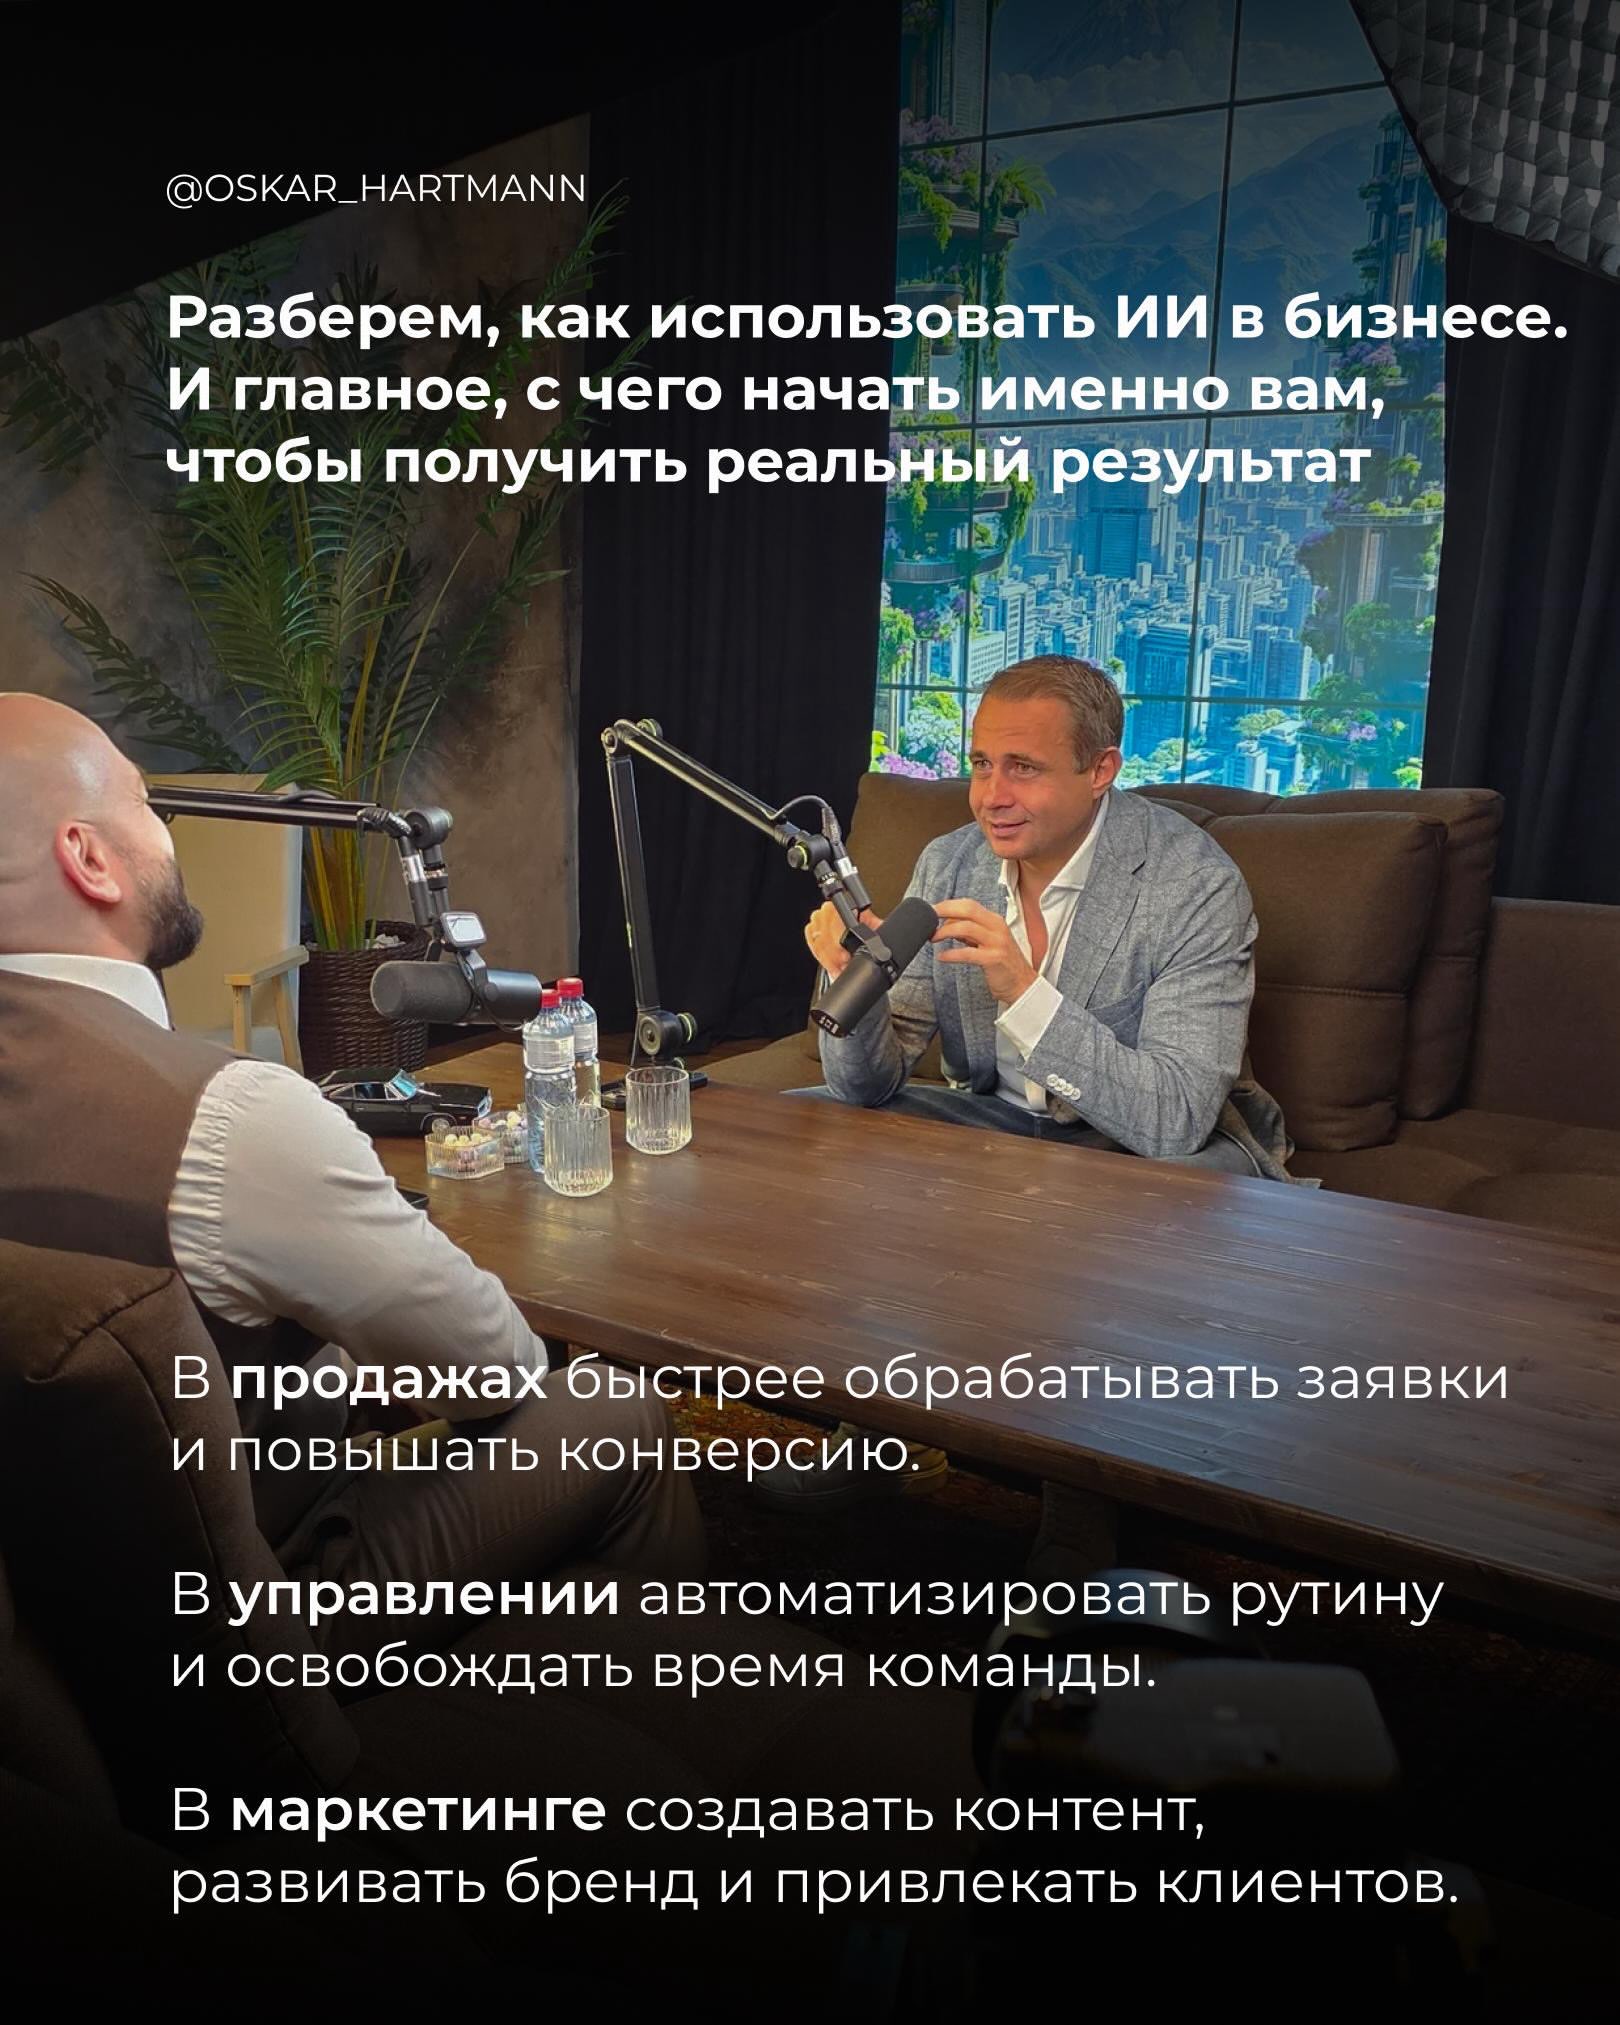 @OSKAR_HARTMANN
Разберем, как использовать ИИ в бизнесе.
И главное, с чего начать именно вам,
чтобы получить реальный результат
В продажах быстрее обрабатывать заявки
и повышать конверсию.
В управлении автоматизировать рутину
и освобождать время команды.
В маркетинге создавать контент,
развивать бренд и привлекать клиентов.